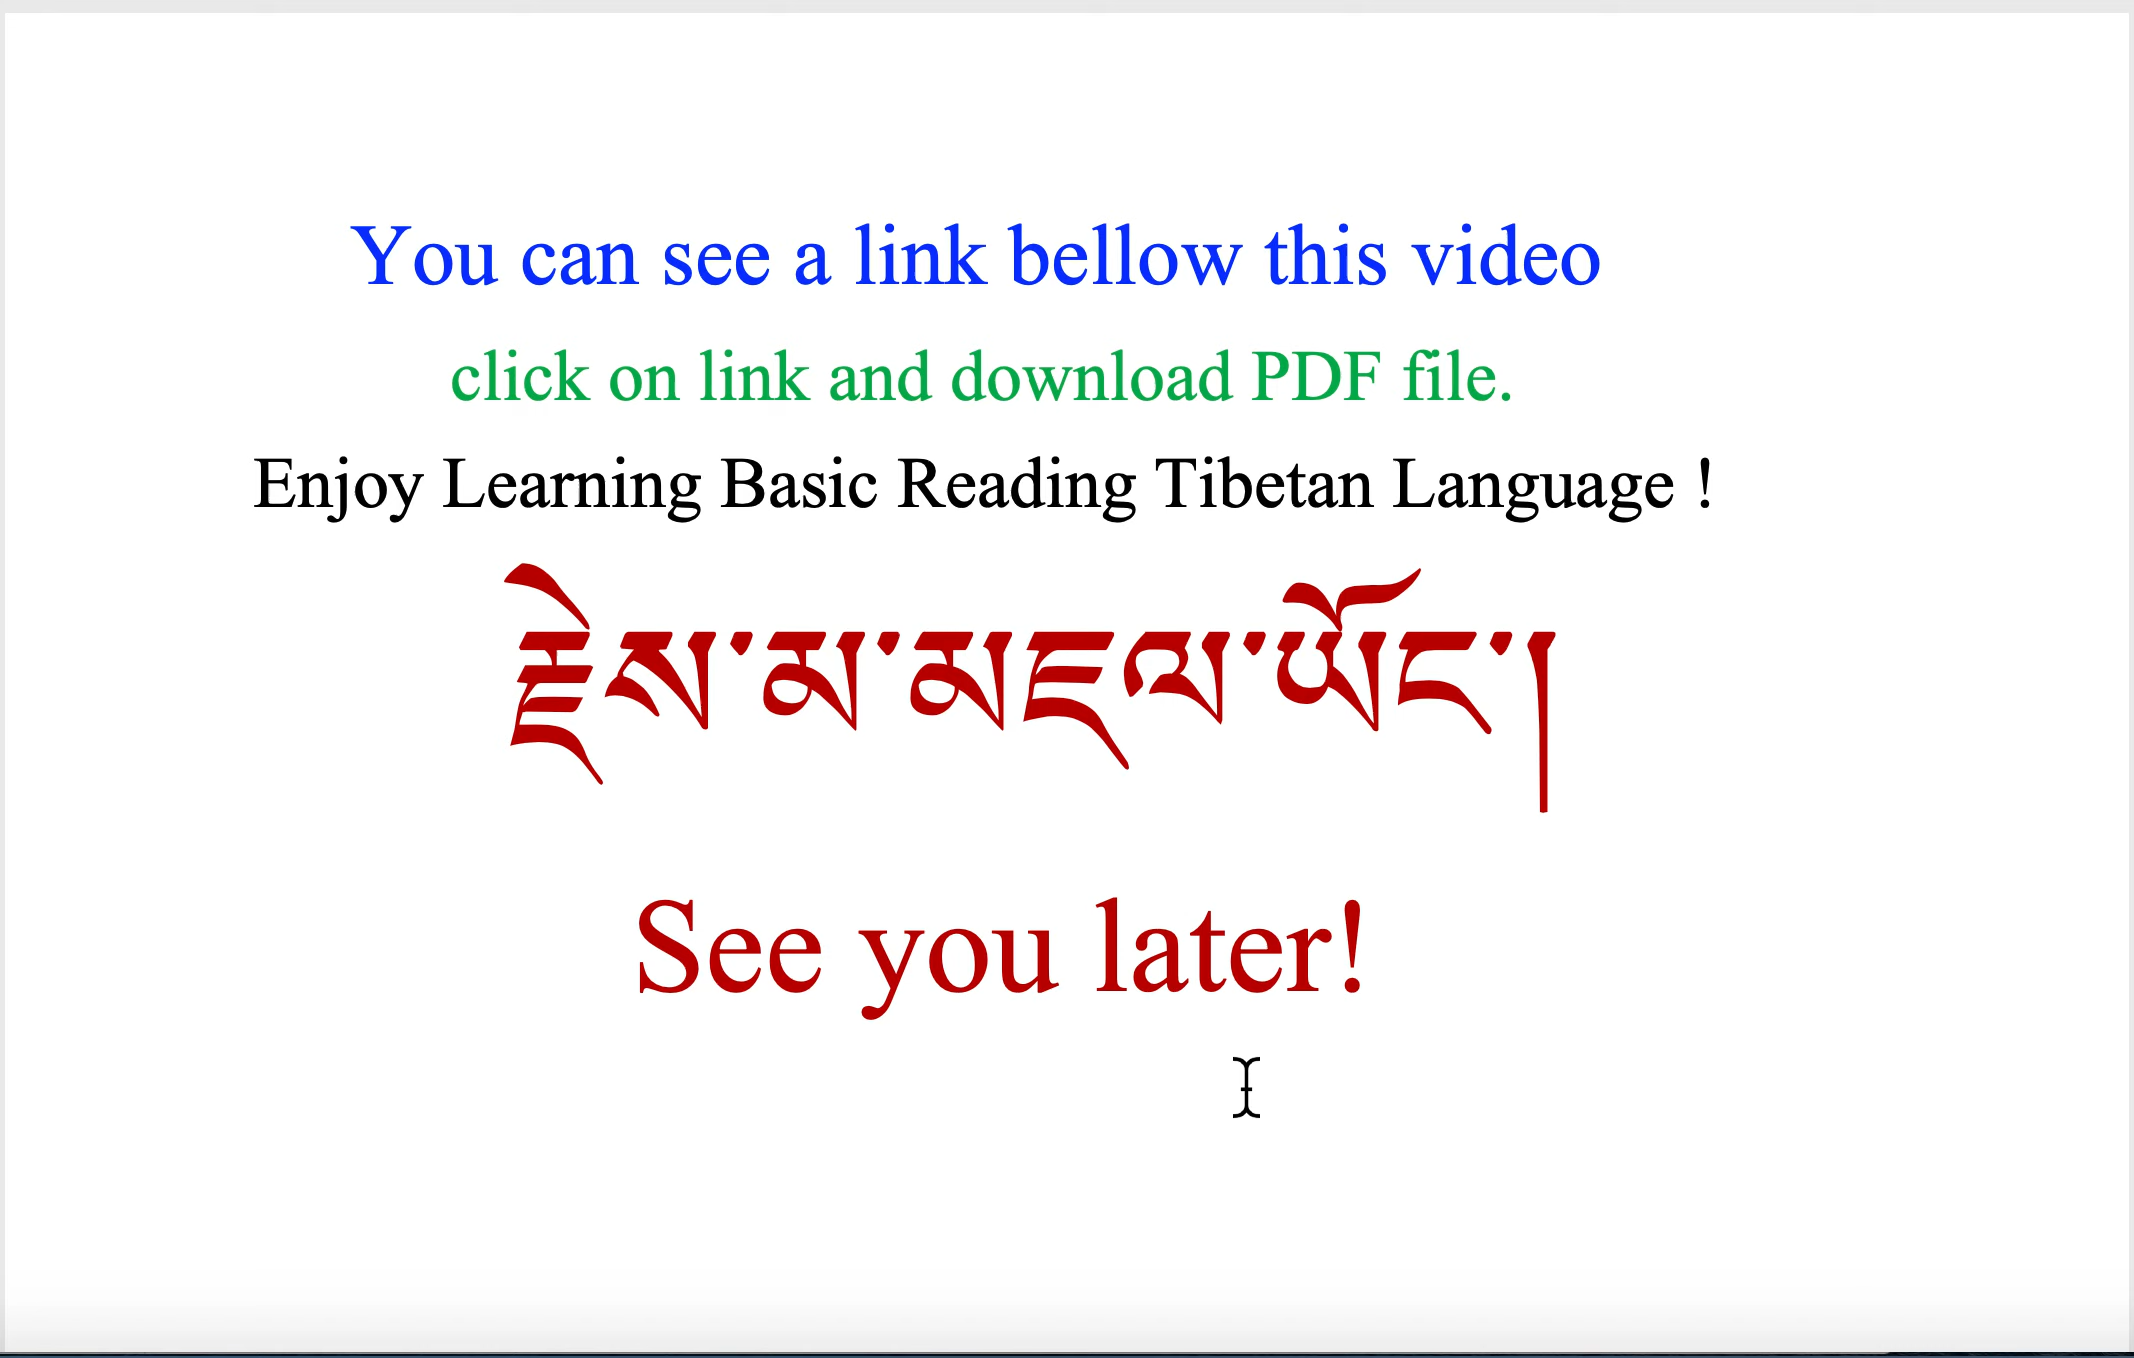 You can see a link bellow this video
click on link and download PDF file.
Enjoy Learning Basic Reading Tibetan Language !
རྗེས་མ་མཇལ་ཡོང་།
See you later!